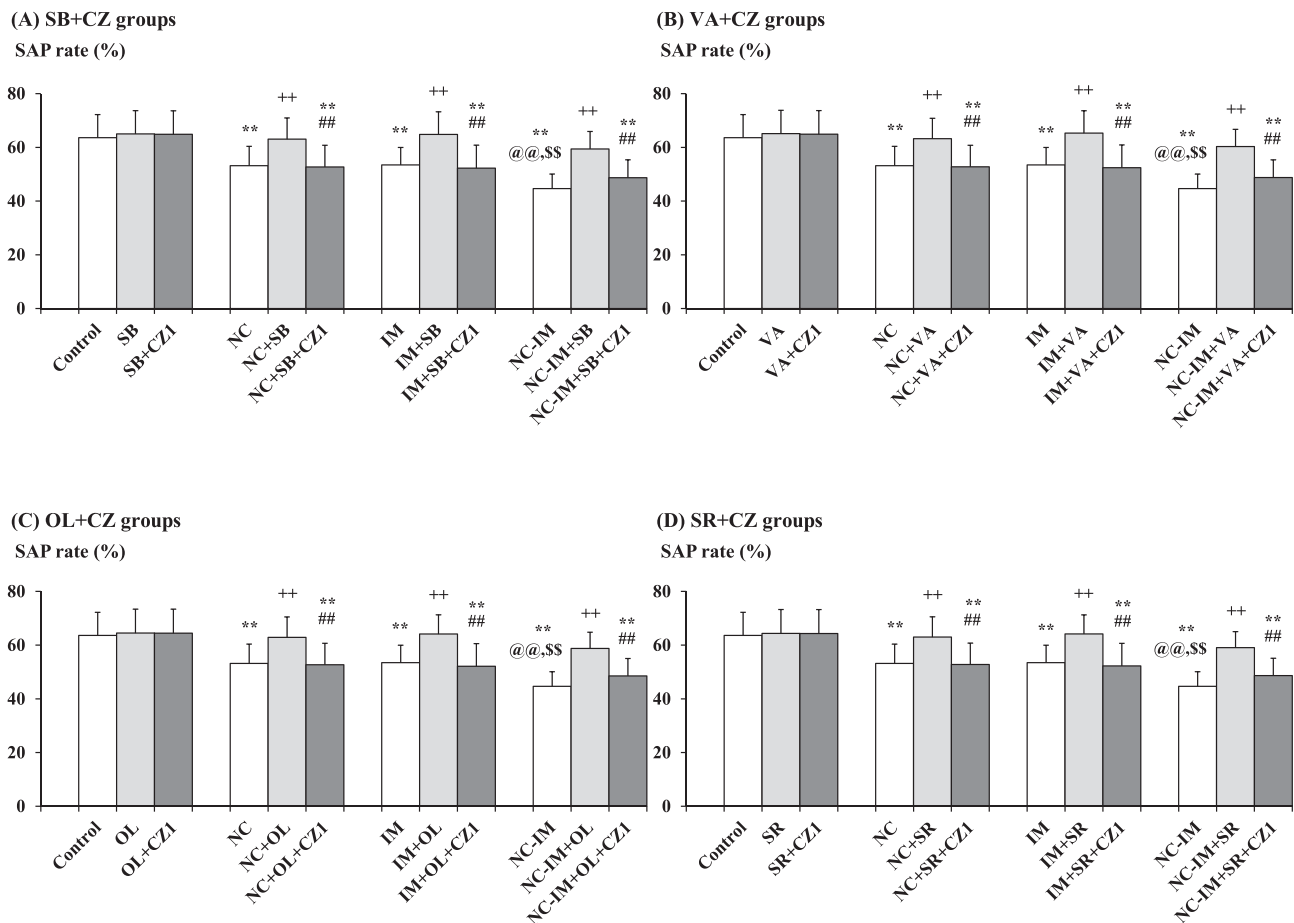 (A) SB+CZ groups
SAP rate (%)
80
60
40
20
0
++
**
**
##
++
**
**
##
**
@@,$$
++
**
##
Control
SB
SB+CZ1
NC
NC+SB
NC+SB+CZ1
IM
IM+SB
IM+SB+CZ1
NC-IM
NC-IM+SB
NC-IM+SB+CZ1
(B) VA+CZ groups
SAP rate (%)
80
60
40
20
0
++
**
**
##
++
**
**
##
**
@@,$$
++
**
##
Control
VA
VA+CZ1
NC
NC+VA
NC+VA+CZ1
IM
IM+VA
IM+VA+CZ1
NC-IM
NC-IM+VA
NC-IM+VA+CZ1
(C) OL+CZ groups
SAP rate (%)
80
60
40
20
0
++
**
**
##
++
**
**
##
**
@@,$$
++
**
##
Control
OL
OL+CZ1
NC
NC+OL
NC+OL+CZ1
IM
IM+OL
IM+OL+CZ1
NC-IM
NC-IM+OL
NC-IM+OL+CZ1
(D) SR+CZ groups
SAP rate (%)
80
60
40
20
0
++
**
**
##
++
**
**
##
**
@@,$$
++
**
##
Control
SR
SR+CZ1
NC
NC+SR
NC+SR+CZ1
IM
IM+SR
IM+SR+CZ1
NC-IM
NC-IM+SR
NC-IM+SR+CZ1